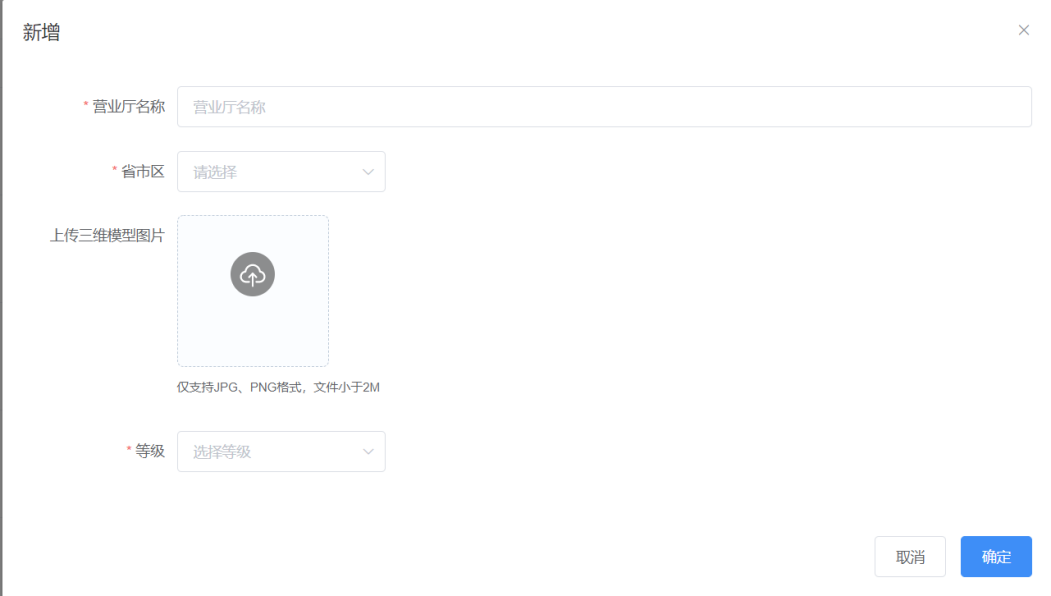 新增
* 营业厅名称 营业厅名称
* 省市区 请选择
上传三维模型图片
仅支持JPG、PNG格式，文件小于2M
* 等级 选择等级
取消 确定